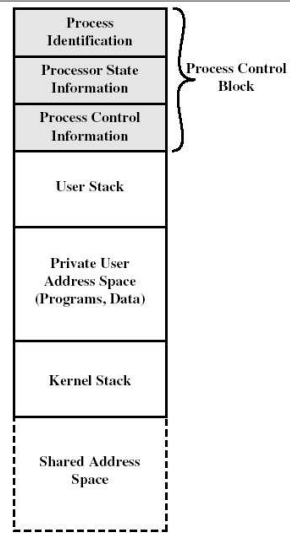 Process
Identification
Processor State
Information
Process Control
Information
Process Control
Block
User Stack
Private User
Address Space
(Programs, Data)
Kernel Stack
Shared Address
Space